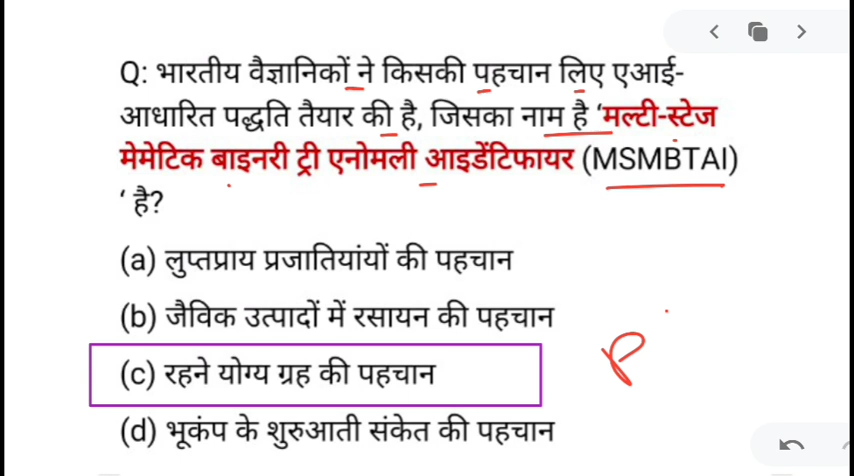 Q: भारतीय वैज्ञानिकों ने किसकी पहचान लिए एआई-
आधारित पद्धति तैयार की है, जिसका नाम है ‘मल्टी-स्टेज
मेमेटिक बाइनरी ट्री एनोमली आइडेंटिफायर (MSMBTAI)
‘ है?
(a) लुप्तप्राय प्रजातियांयों की पहचान
(b) जैविक उत्पादों में रसायन की पहचान
(c) रहने योग्य ग्रह की पहचान
(d) भूकंप के शुरुआती संकेत की पहचान